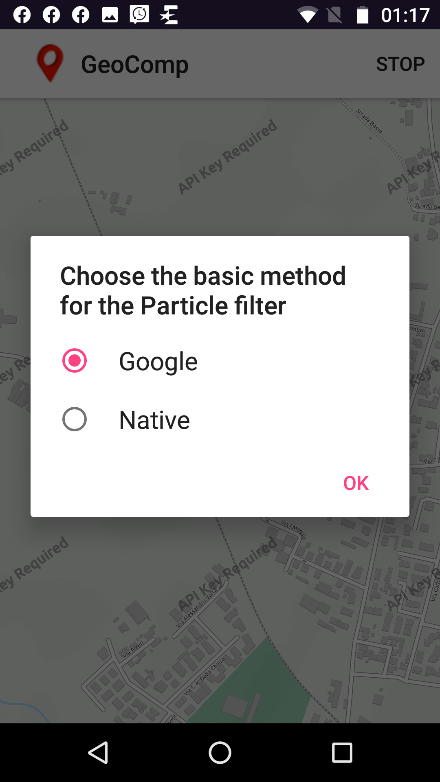 01:17
GeoComp
STOP
API Key Required
Key Required
API Key
Choose the basic method
for the Particle filter
Google
Native
OK
ey Required
API Key Required
API Key